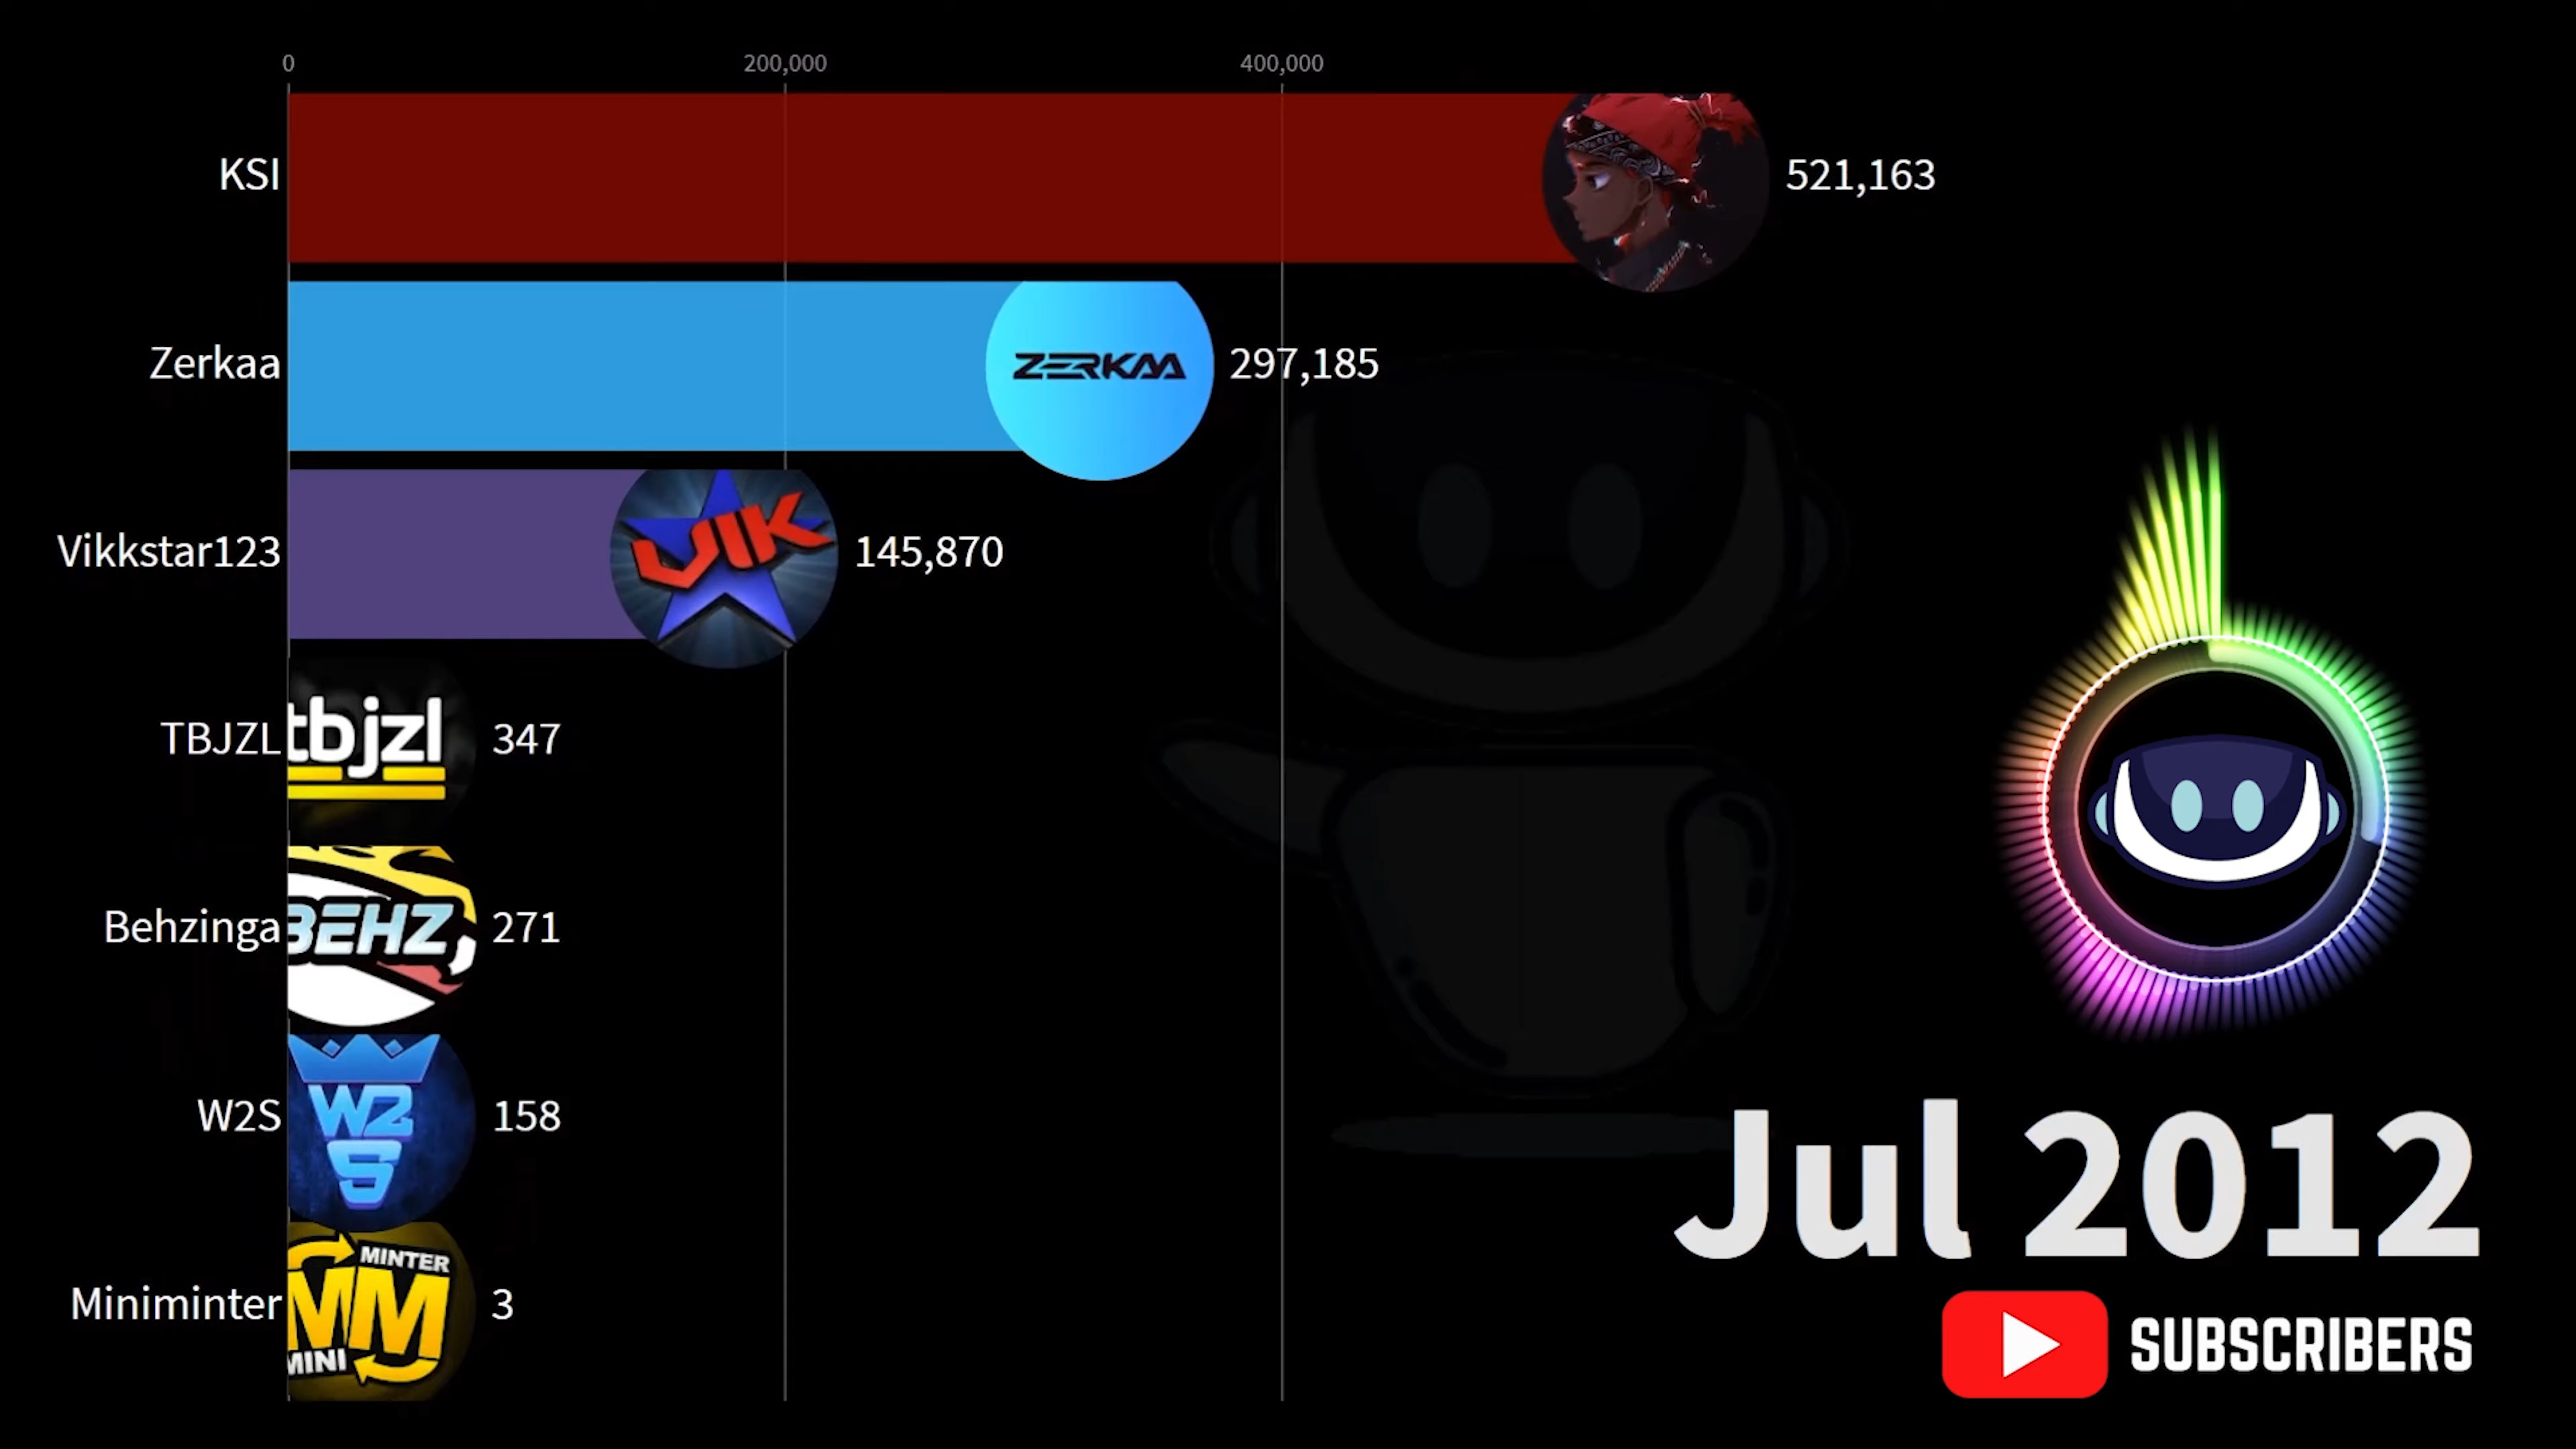 0 200,000 400,000
KSI 521,163
Zerkaa ZERKAA 297,185
Vikkstar123 VIK 145,870
TBJZL tbjzl 347
Behzinga BEHZ 271
W2S W2S 158
Miniminter MINI MM MINTER 3
Jul 2012
SUBSCRIBERS